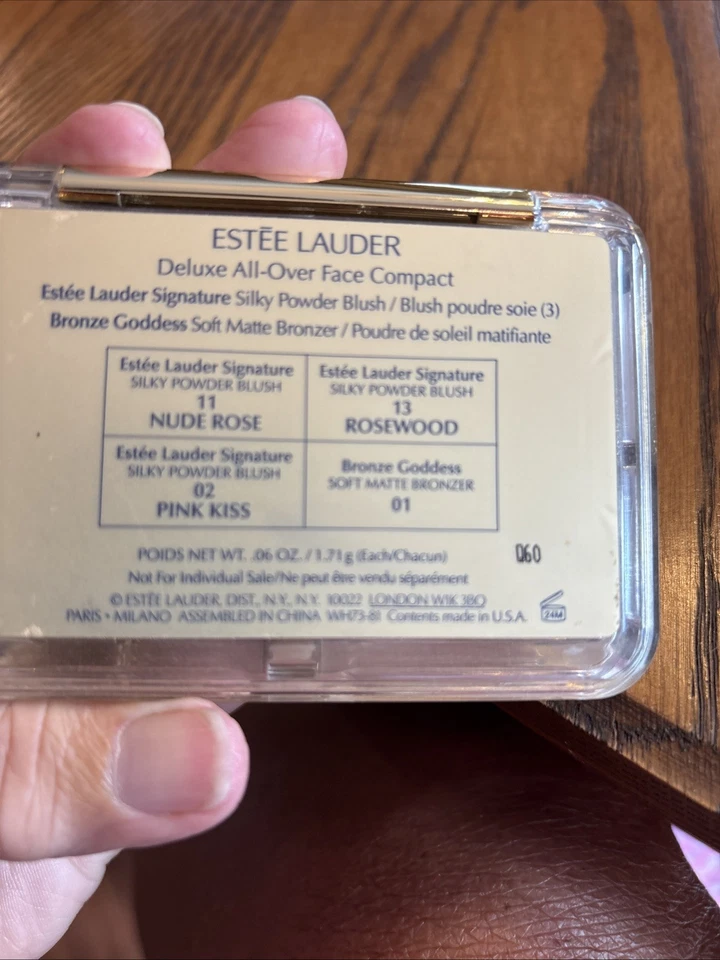 ESTĒE LAUDER
Deluxe All-Over Face Compact
Estée Lauder Signature Silky Powder Blush / Blush poudre soie (3)
Bronze Goddess Soft Matte Bronzer / Poudre de soleil matifiante
Estée Lauder Signature
SILKY POWDER BLUSH
11
NUDE ROSE
Estée Lauder Signature
SILKY POWDER BLUSH
13
ROSEWOOD
Estée Lauder Signature
SILKY POWDER BLUSH
02
PINK KISS
Bronze Goddess
SOFT MATTE BRONZER
01
POIDS NET WT. .06 OZ. / 1.71 g (Each/Chacun)
Q60
Not For Individual Sale/Ne peut être vendu séparément
© ESTĒE LAUDER, DIST., N.Y., N.Y. 10022 LONDON W1K 3BQ
PARIS • MILANO ASSEMBLED IN CHINA WH73-81 Contents made in U.S.A.
24M